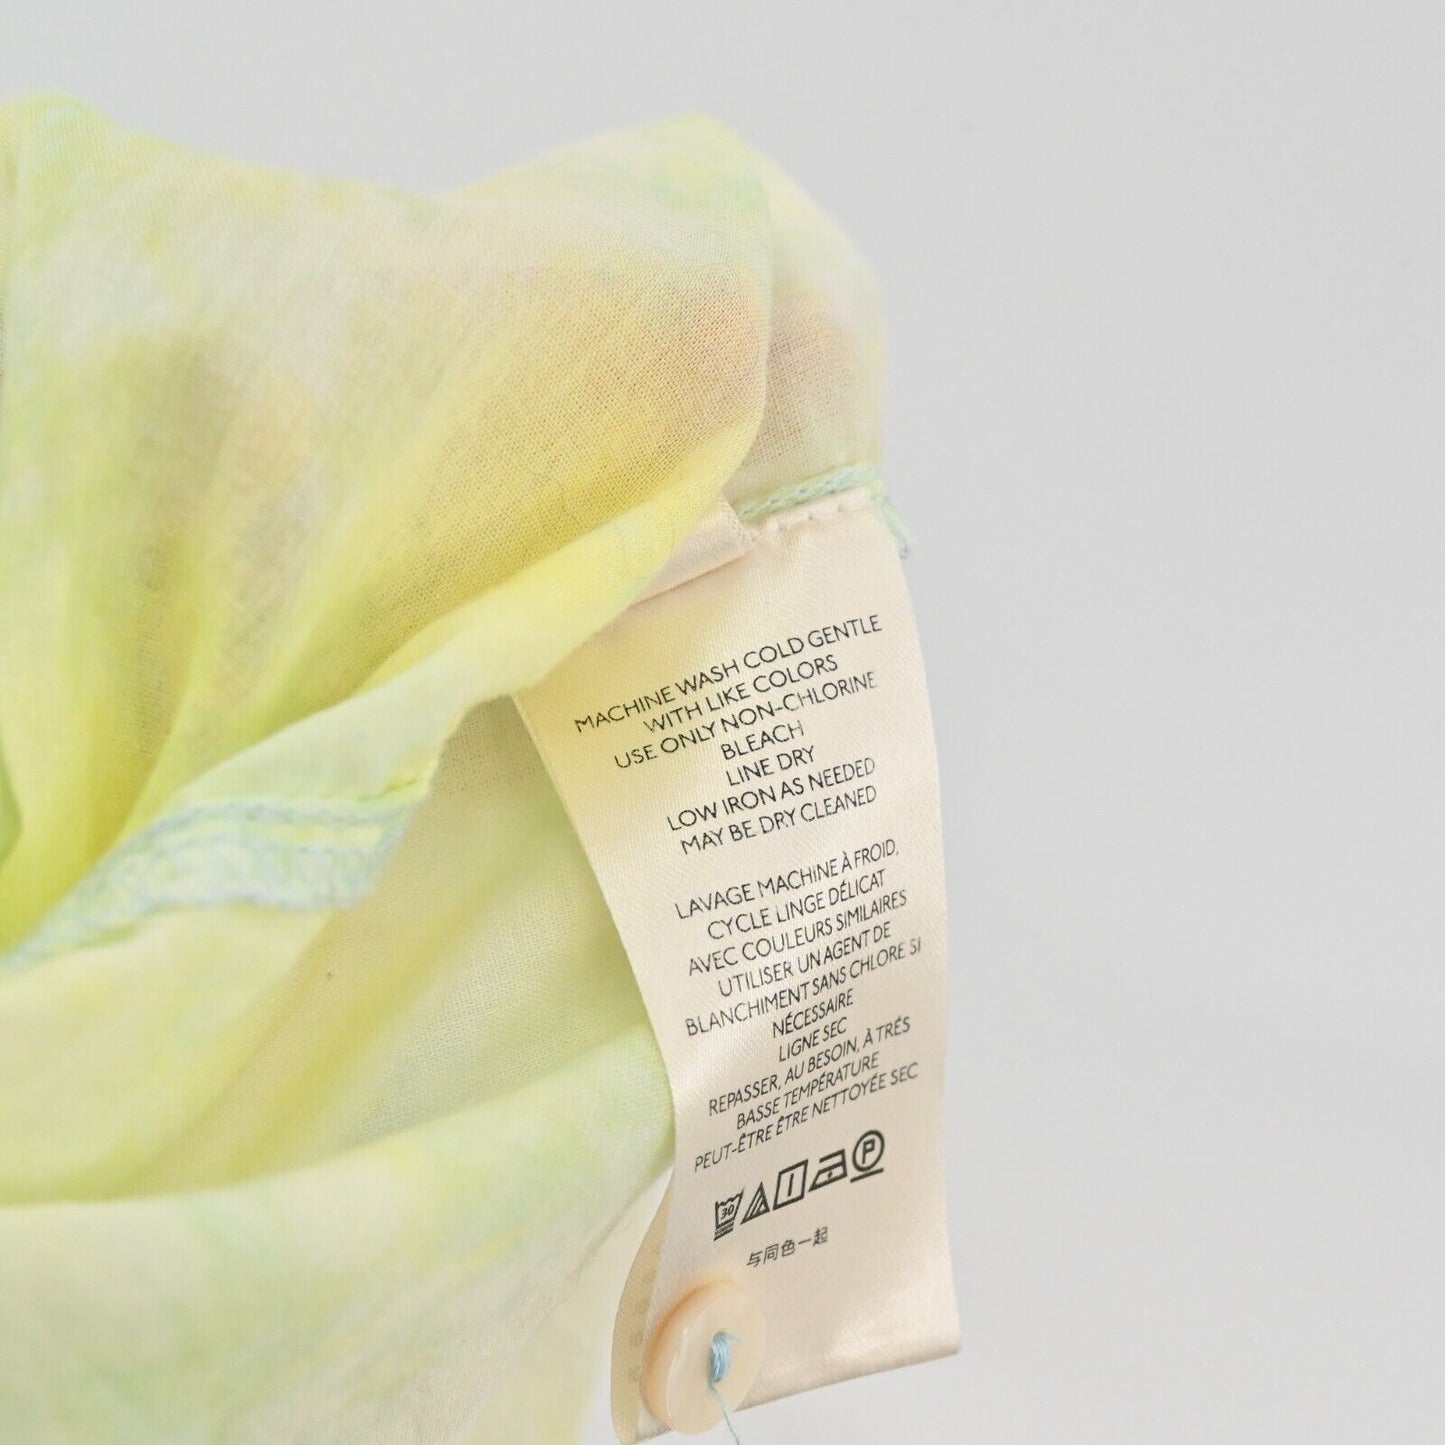 MACHINE WASH COLD GENTLE
WITH LIKE COLORS
USE ONLY NON-CHLORINE
BLEACH
LINE DRY
LOW IRON AS NEEDED
MAY BE DRY CLEANED
LAVAGE MACHINE À FROID,
CYCLE LINGE DÉLICAT
AVEC COULEURS SIMILAIRES
UTILISER UN AGENT DE
BLANCHIMENT SANS CHLORE SI
NÉCESSAIRE
LIGNE SEC
REPASSER, AU BESOIN, À TRÉS
BASSE TEMPÉRATURE
PEUT-ÊTRE ÊTRE NETTOYÉE SEC
30 P
与同色一起